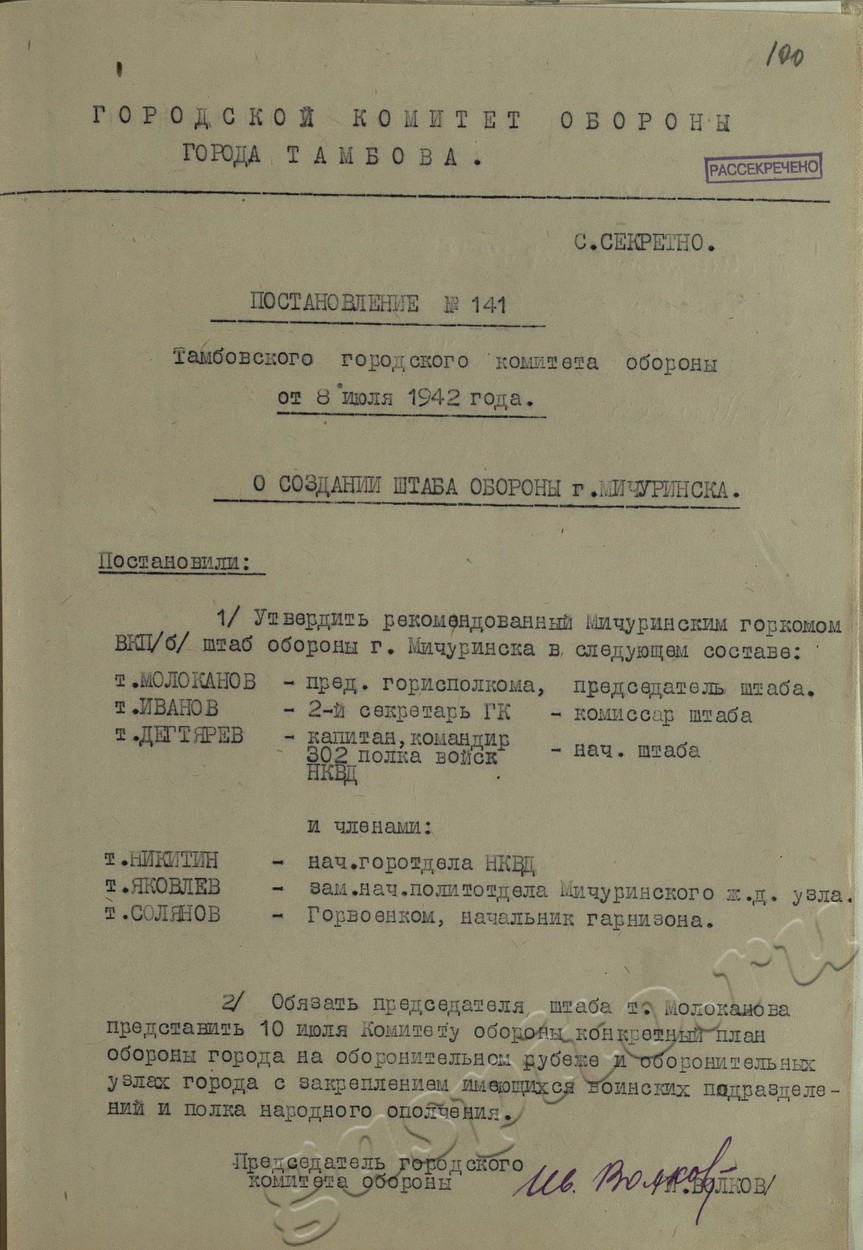 100
ГОРОДСКОЙ КОМИТЕТ ОБОРОНЫ
ГОРОДА ТАМБОВА.
РАССЕКРЕЧЕНО
С.СЕКРЕТНО.
ПОСТАНОВЛЕНИЕ № 141
Тамбовского городского комитета обороны
от 8 июля 1942 года.
О СОЗДАНИИ ШТАБА ОБОРОНЫ г.МИЧУРИНСКА.
Постановили:
1/ Утвердить рекомендованный Мичуринским горкомом
ВКП/б/ штаб обороны г. Мичуринска в следующем составе:
т.МОЛОКАНОВ – пред. горисполкома, председатель штаба.
т.ИВАНОВ – 2-й секретарь ГК – комиссар штаба
т.ДЕГТЯРЕВ – капитан,командир
302 полка войск – нач. штаба
НКВД
и членами:
т.НИКИТИН – нач.горотдела НКВД
т.ЯКОВЛЕВ – зам.нач.политотдела Мичуринского ж.д. узла.
т.СОЛЯНОВ – Горвоенком, начальник гарнизона.
2/ Обязать председателя штаба т. Молоканова
представить 10 июля Комитету обороны конкретный план
обороны города на оборонительном рубеже и оборонительных
узлах города с закреплением имеющихся воинских подразделе-
ний и полка народного ополчения.
Председатель городского
комитета обороны Ив. Волков /И.ВОЛКОВ/
gaspito.ru